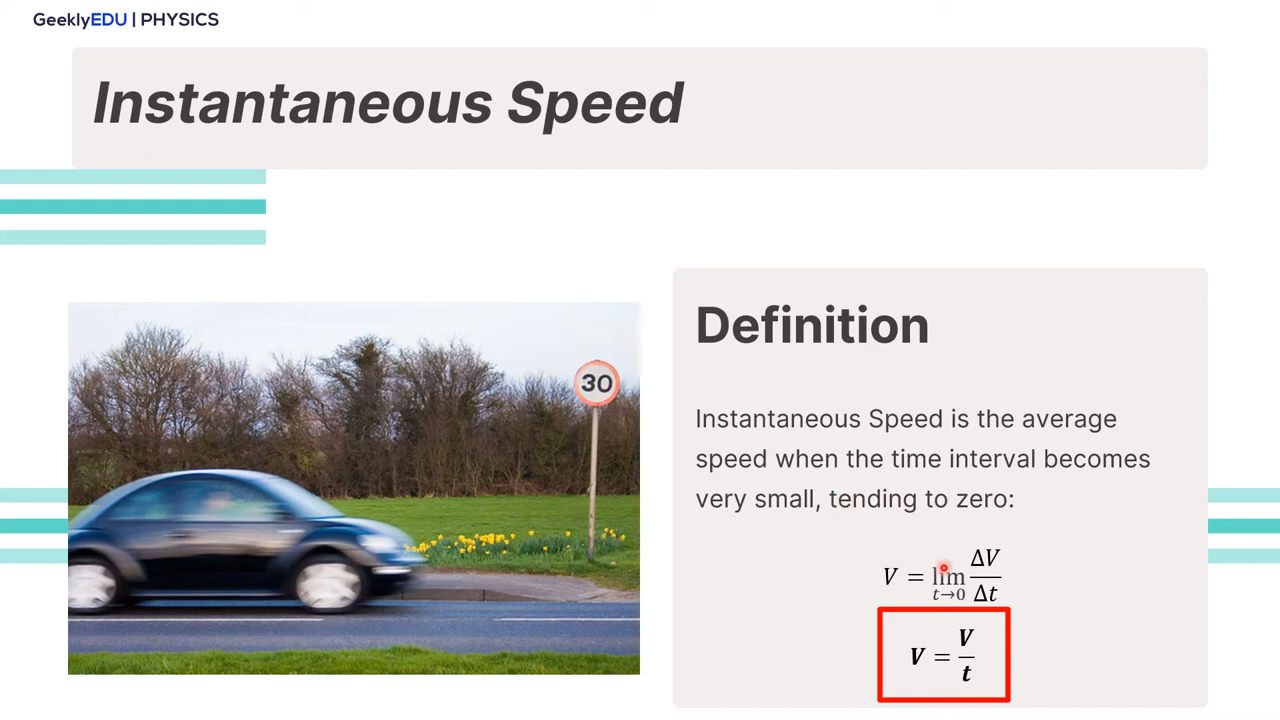 GeeklyEDU | PHYSICS
Instantaneous Speed
30
Definition
Instantaneous Speed is the average
speed when the time interval becomes
very small, tending to zero:
V = lim t→0 ΔV/Δt
V = V/t